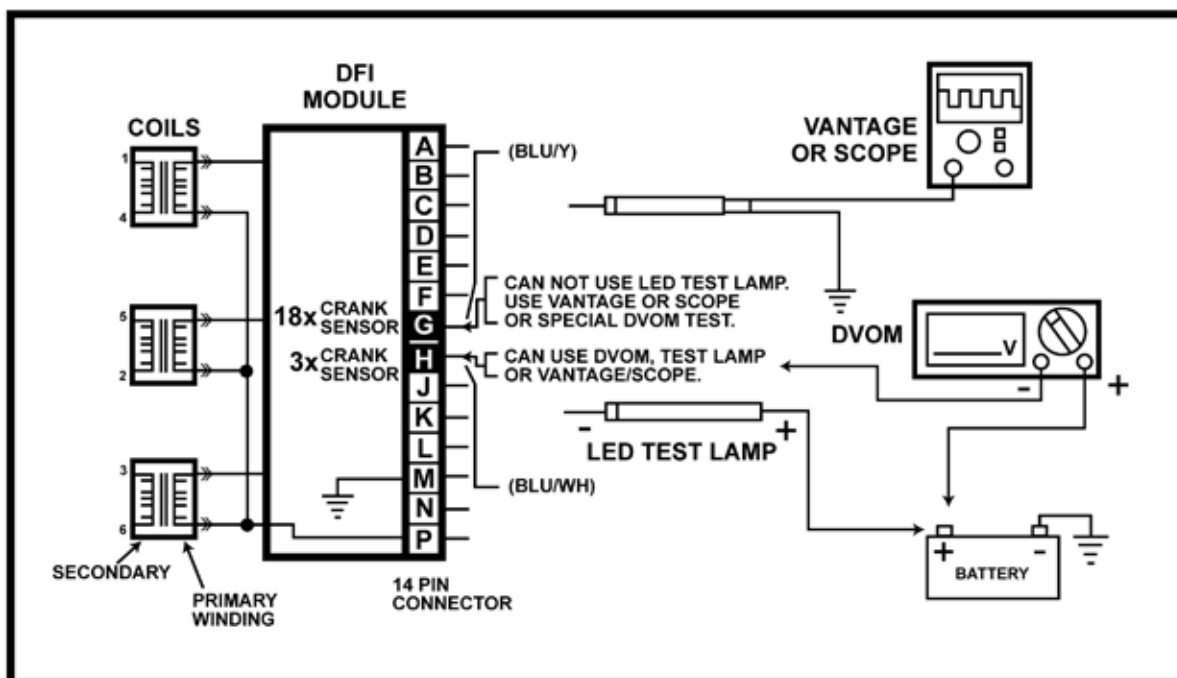 DFI
MODULE
COILS
1
4
5
2
3
6
SECONDARY
PRIMARY
WINDING
18x CRANK
SENSOR
3x CRANK
SENSOR
A
B
C
D
E
F
G
H
J
K
L
M
N
P
14 PIN
CONNECTOR
(BLU/Y)
CAN NOT USE LED TEST LAMP.
USE VANTAGE OR SCOPE
OR SPECIAL DVOM TEST.
CAN USE DVOM, TEST LAMP
OR VANTAGE/SCOPE.
(BLU/WH)
VANTAGE
OR SCOPE
DVOM
V
- +
- +
LED TEST LAMP
+ -
BATTERY